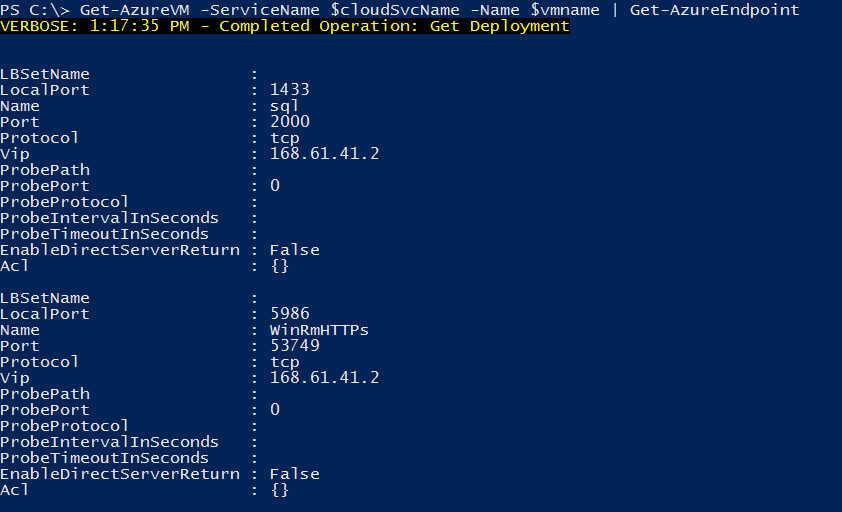 PS C:\> Get-AzureVM -ServiceName $cloudSvcName -Name $vmname | Get-AzureEndpoint
VERBOSE: 1:17:35 PM - Completed Operation: Get Deployment
LBSetName :
LocalPort : 1433
Name : sql
Port : 2000
Protocol : tcp
Vip : 168.61.41.2
ProbePath :
ProbePort : 0
ProbeProtocol :
ProbeIntervalInSeconds :
ProbeTimeoutInSeconds :
EnableDirectServerReturn : False
Acl : {}
LBSetName :
LocalPort : 5986
Name : WinRmHTTPs
Port : 53749
Protocol : tcp
Vip : 168.61.41.2
ProbePath :
ProbePort : 0
ProbeProtocol :
ProbeIntervalInSeconds :
ProbeTimeoutInSeconds :
EnableDirectServerReturn : False
Acl : {}